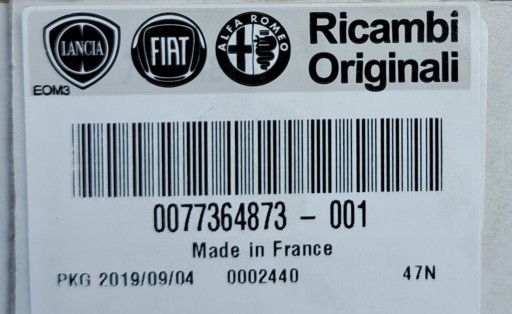 LANCIA
FIAT
ALFA ROMEO
Ricambi
Originali
EOM3
0077364873 - 001
Made in France
PKG 2019/09/04 0002440 47N